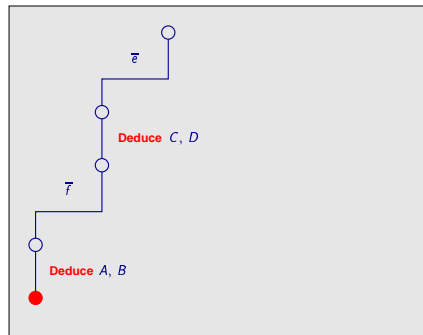 e̅
Deduce C, D
f̅
Deduce A, B